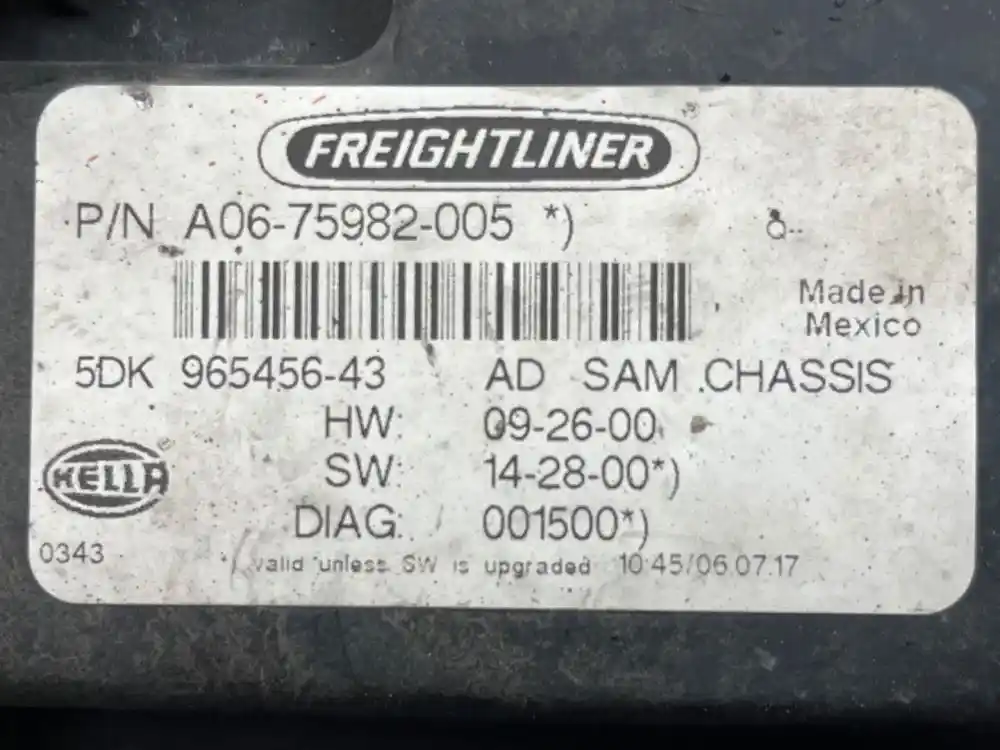 FREIGHTLINER
P/N A06-75982-005 *)
Made in
Mexico
5DK 965456-43 AD SAM CHASSIS
HW: 09-26-00
SW: 14-28-00*)
HELLA
DIAG: 001500*)
0343
*) valid unless SW is upgraded 10:45/06.07.17